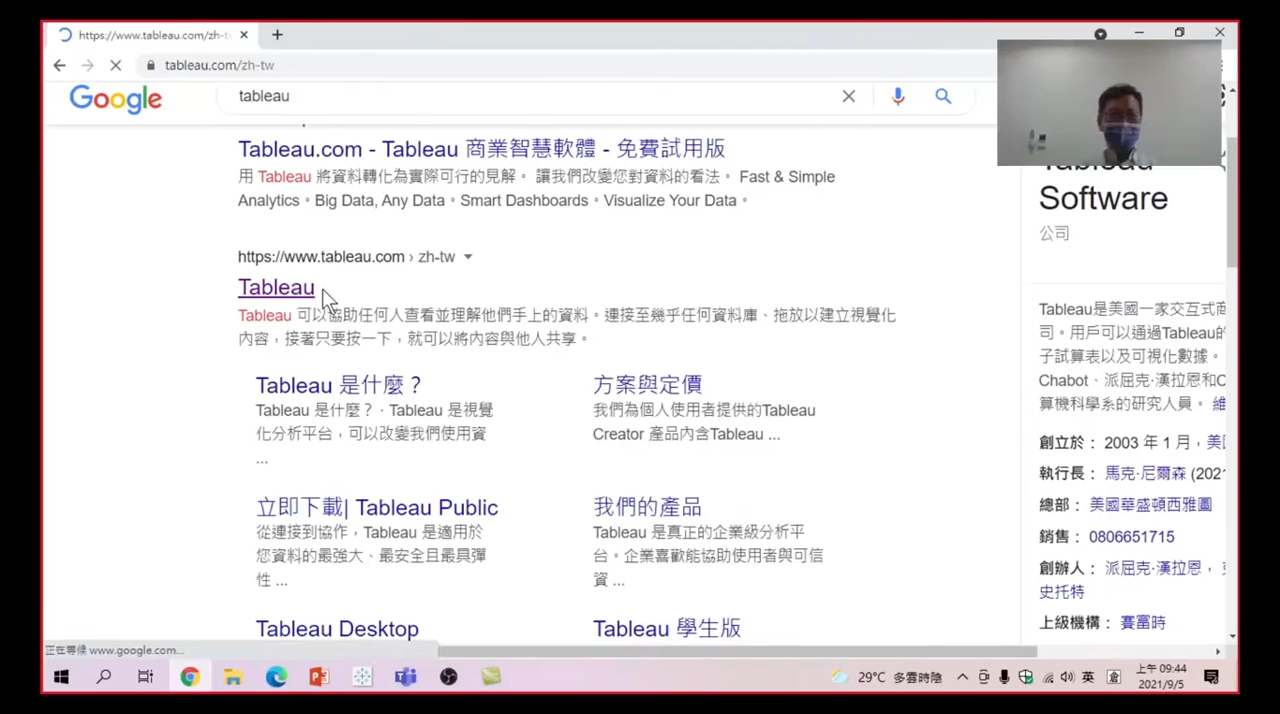 https://www.tableau.com/zh-t
tableau.com/zh-tw
Google
tableau
Tableau.com - Tableau 商業智慧軟體 - 免費試用版
用 Tableau 將資料轉化為實際可行的見解。 讓我們改變您對資料的看法。 Fast & Simple
Analytics。Big Data, Any Data。Smart Dashboards。Visualize Your Data。
https://www.tableau.com › zh-tw
Tableau
Tableau 可以協助任何人查看並理解他們手上的資料。連接至幾乎任何資料庫、拖放以建立視覺化
內容，接著只要按一下，就可以將內容與他人共享。
Tableau 是什麼？
Tableau 是什麼？· Tableau 是視覺
化分析平台，可以改變我們使用資
...
方案與定價
我們為個人使用者提供的Tableau
Creator 產品內含Tableau ...
立即下載| Tableau Public
從連接到協作，Tableau 是適用於
您資料的最強大、最安全且最具彈
性 ...
我們的產品
Tableau 是真正的企業級分析平
台。企業喜歡能協助使用者與可信
資 ...
Tableau Desktop
Tableau 學生版
Tableau
Software
公司
Tableau是美國一家交互式商
司。用戶可以通過Tableau的
子試算表以及可視化數據。
Chabot、派屈克·漢拉恩和C
算機科學系的研究人員。 維
創立於： 2003 年 1 月，美
執行長： 馬克·尼爾森 (202
總部： 美國華盛頓西雅圖
銷售： 0806651715
創辦人： 派屈克·漢拉恩，
史托特
上級機構： 賽富時
正在等候 www.google.com...
29°C 多雲時陰
英
倉
上午 09:44
2021/9/5